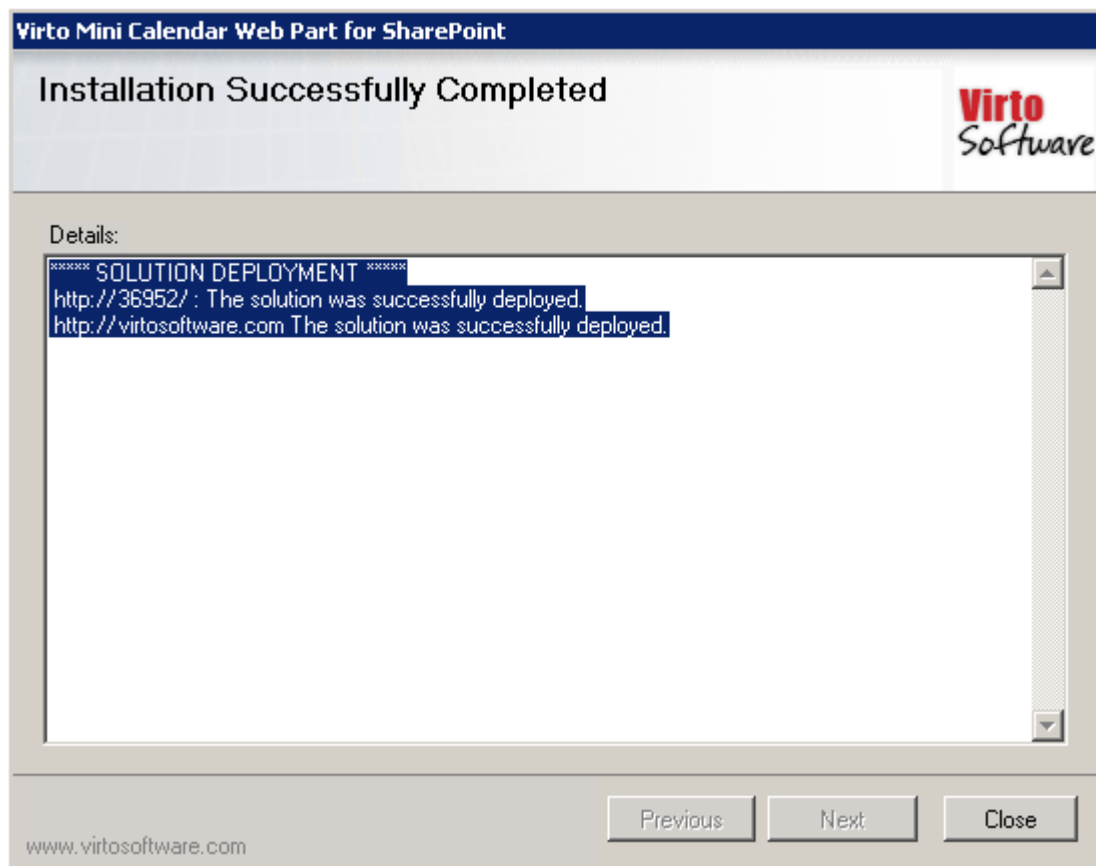 Virto Mini Calendar Web Part for SharePoint
Installation Successfully Completed
Virto
Software
Details:
***** SOLUTION DEPLOYMENT *****
http://36952/ : The solution was successfully deployed.
http://virtosoftware.com The solution was successfully deployed.
Previous
Next
Close
www.virtosoftware.com